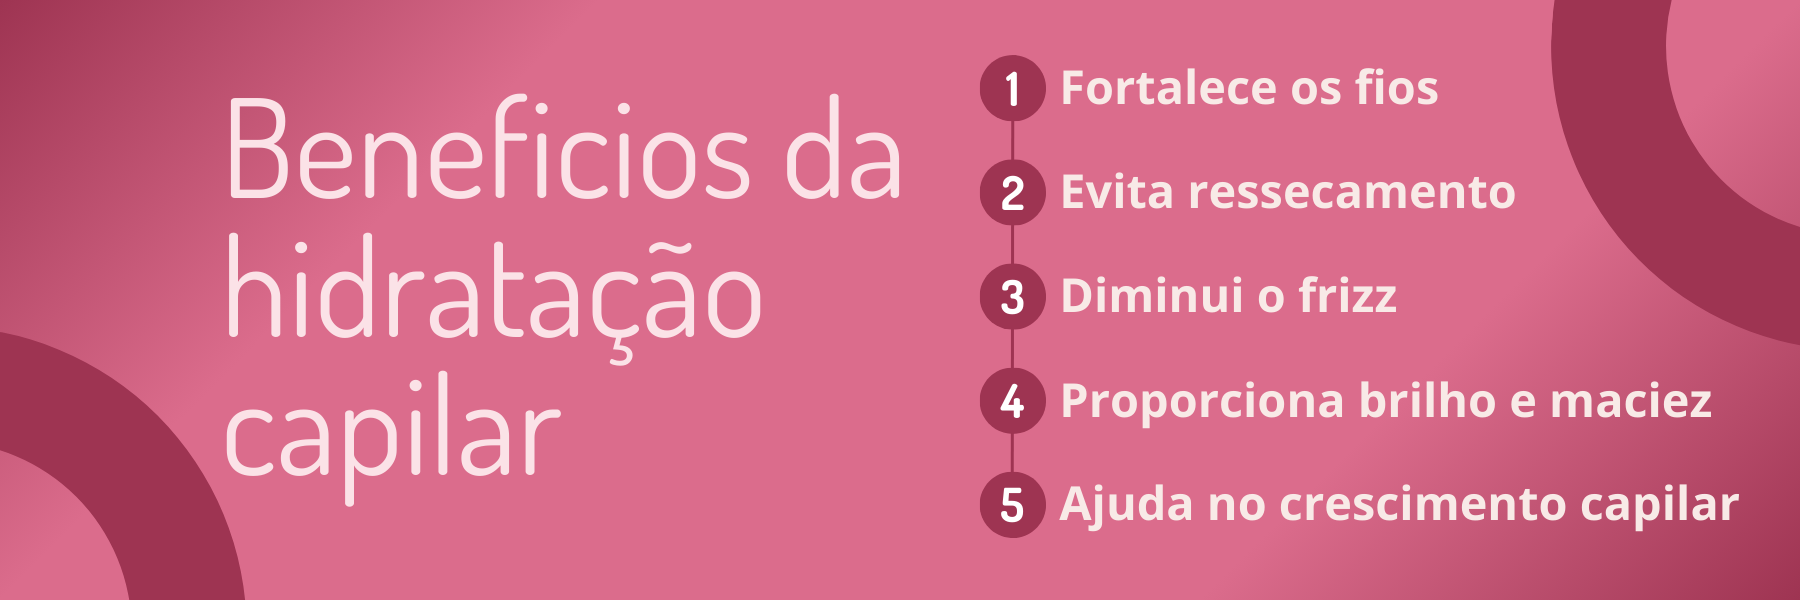 Beneficios da
hidratação
capilar
1 Fortalece os fios
2 Evita ressecamento
3 Diminui o frizz
4 Proporciona brilho e maciez
5 Ajuda no crescimento capilar